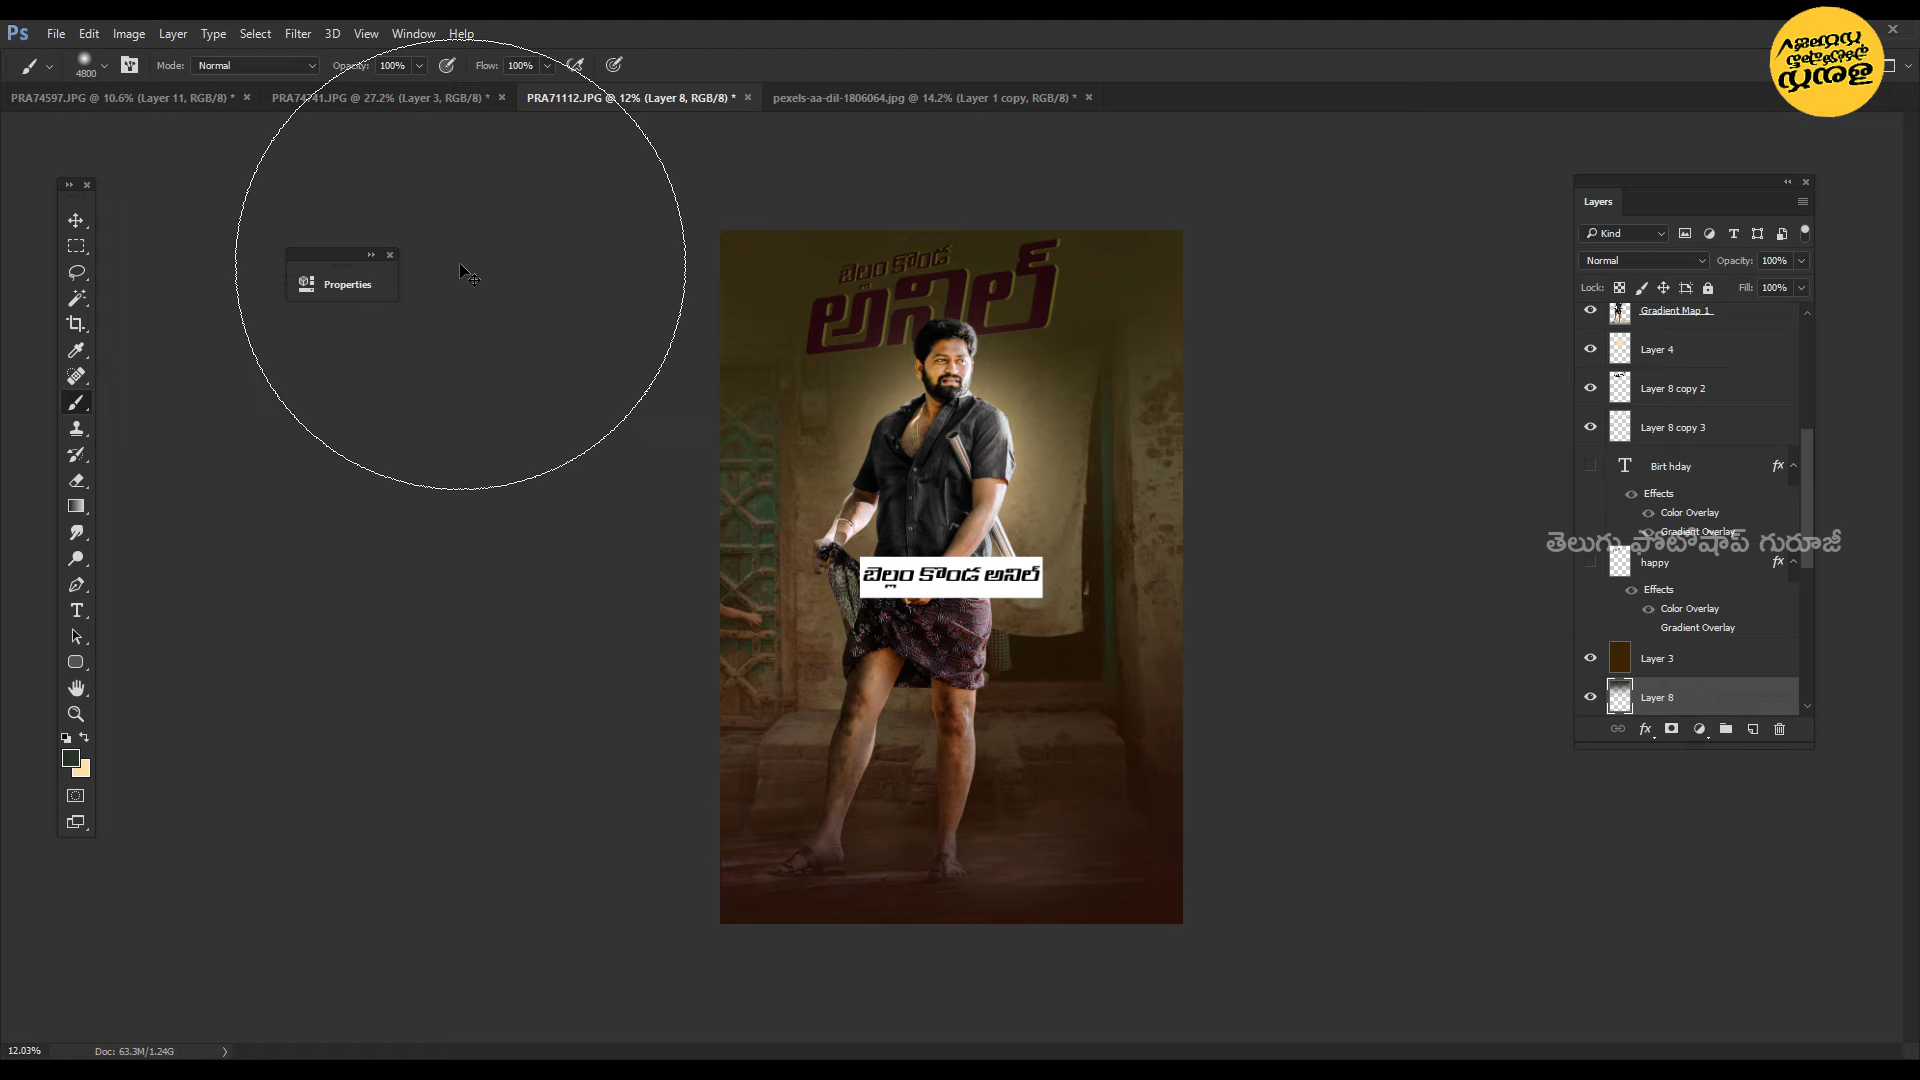 Ps File Edit Image Layer Type Select Filter 3D View Window Help
4800 Mode: Normal Opacity: 100% Flow: 100%
PRA74597.JPG @ 10.6% (Layer 11, RGB/8) * PRA74741.JPG @ 27.2% (Layer 3, RGB/8) * PRA71112.JPG @ 12% (Layer 8, RGB/8) * pexels-aa-dil-1806064.jpg @ 14.2% (Layer 1 copy, RGB/8) *
Properties
బెల్లం కొండ
అనిల్
బెల్లం కొండ అనిల్
Layers
Kind
Normal Opacity: 100%
Lock: Fill: 100%
Gradient Map 1
Layer 4
Layer 8 copy 2
Layer 8 copy 3
Birt hday fx
Effects
Color Overlay
Gradient Overlay
తెలుగు ఫోటోషాప్ గురూజీ
happy fx
Effects
Color Overlay
Gradient Overlay
Layer 3
Layer 8
fx
12.03% Doc: 63.3M/1.24G